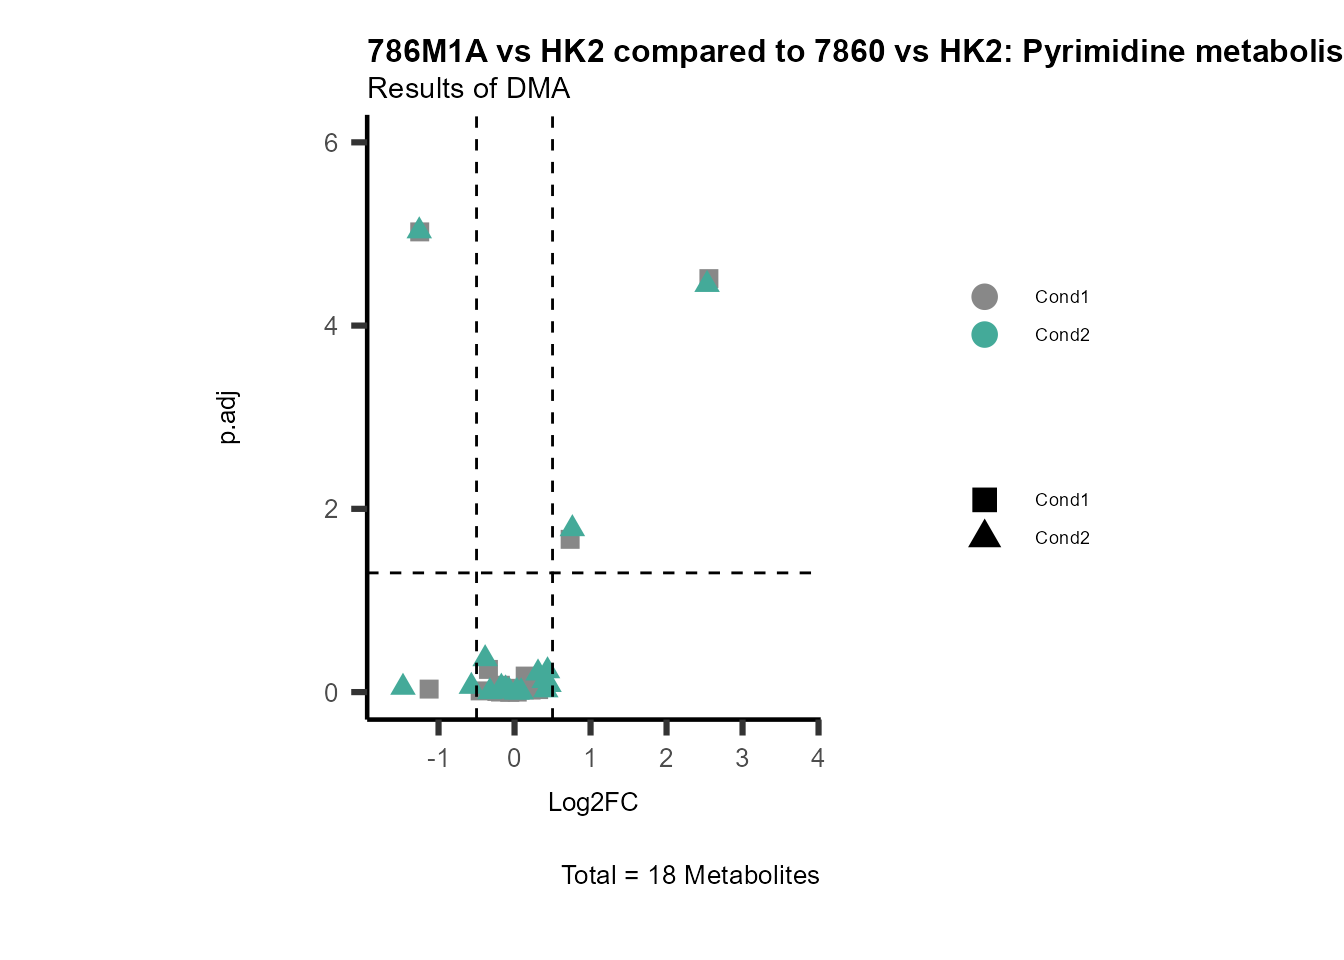 786M1A vs HK2 compared to 7860 vs HK2: Pyrimidine metabolis
Results of DMA
6
4
2
0
p.adj
-1 0 1 2 3 4
Log2FC
Total = 18 Metabolites
Cond1
Cond2
Cond1
Cond2